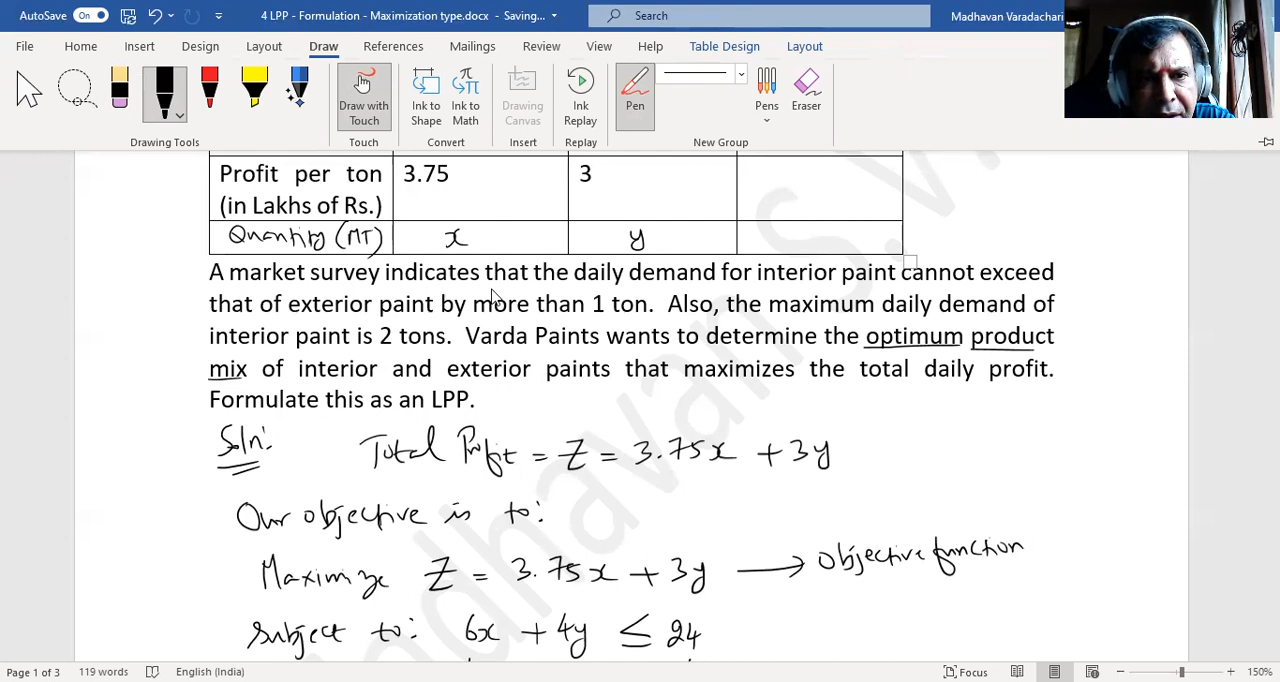 AutoSave On 4 LPP - Formulation - Maximization type.docx - Saving... Search Madhavan Varadachari
File Home Insert Design Draw Layout References Mailings Review View Help Table Design Layout
Draw with Touch Ink to Shape Ink to Math Drawing Canvas Ink Replay Pen Pens Eraser
Drawing Tools Touch Convert Insert Replay New Group
Profit per ton 3.75 3
(in Lakhs of Rs.)
Quantity (MT) x y
A market survey indicates that the daily demand for interior paint cannot exceed
that of exterior paint by more than 1 ton. Also, the maximum daily demand of
interior paint is 2 tons. Varda Paints wants to determine the optimum product
mix of interior and exterior paints that maximizes the total daily profit.
Formulate this as an LPP.
Soln: Total Profit = Z = 3.75x + 3y
Our objective is to:
Maximize Z = 3.75x + 3y → Objective function
Subject to: 6x + 4y ≤ 24
Page 1 of 3 119 words English (India) Focus 150%